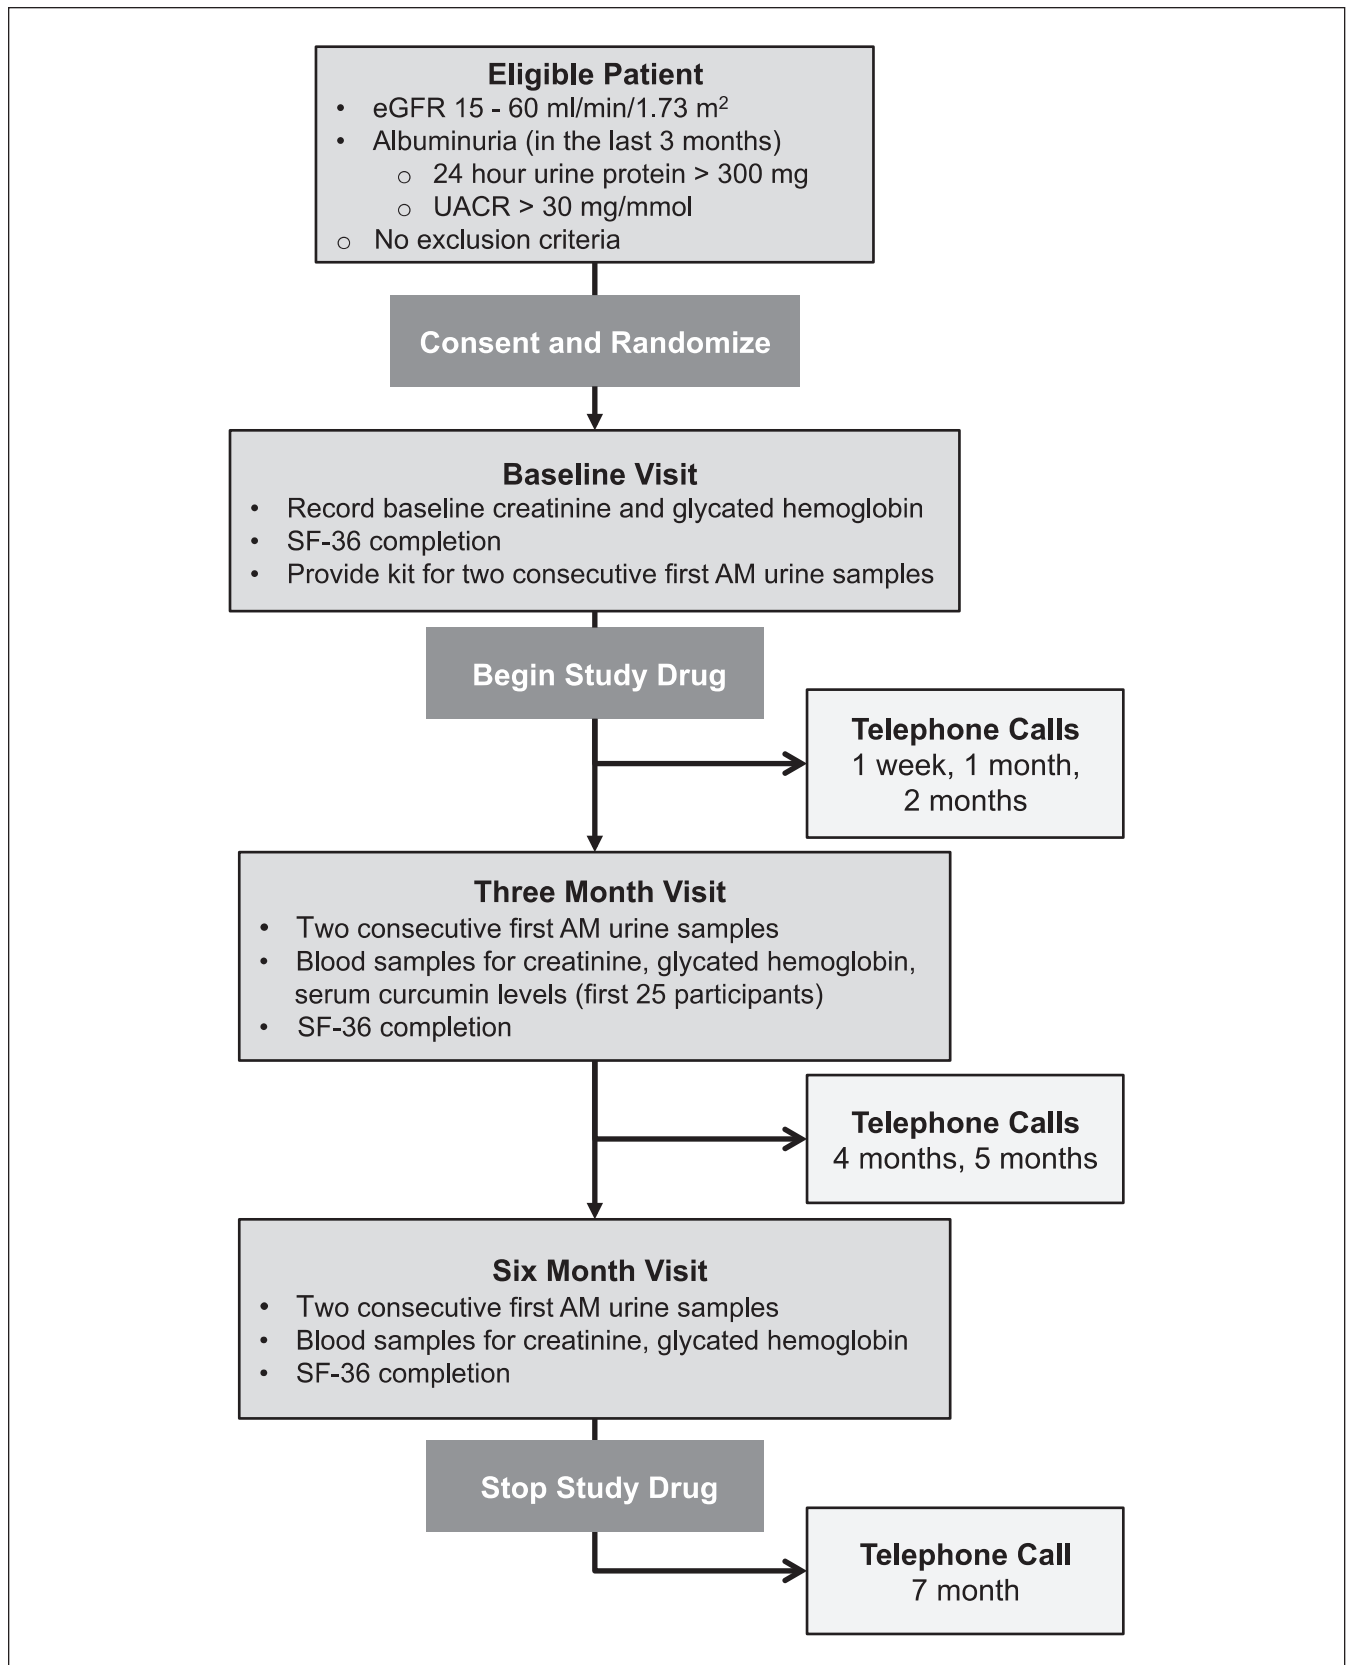 Eligible Patient
• eGFR 15 - 60 ml/min/1.73 m²
• Albuminuria (in the last 3 months)
o 24 hour urine protein > 300 mg
o UACR > 30 mg/mmol
o No exclusion criteria
Consent and Randomize
Baseline Visit
• Record baseline creatinine and glycated hemoglobin
• SF-36 completion
• Provide kit for two consecutive first AM urine samples
Begin Study Drug
Telephone Calls
1 week, 1 month,
2 months
Three Month Visit
• Two consecutive first AM urine samples
• Blood samples for creatinine, glycated hemoglobin,
serum curcumin levels (first 25 participants)
• SF-36 completion
Telephone Calls
4 months, 5 months
Six Month Visit
• Two consecutive first AM urine samples
• Blood samples for creatinine, glycated hemoglobin
• SF-36 completion
Stop Study Drug
Telephone Call
7 month